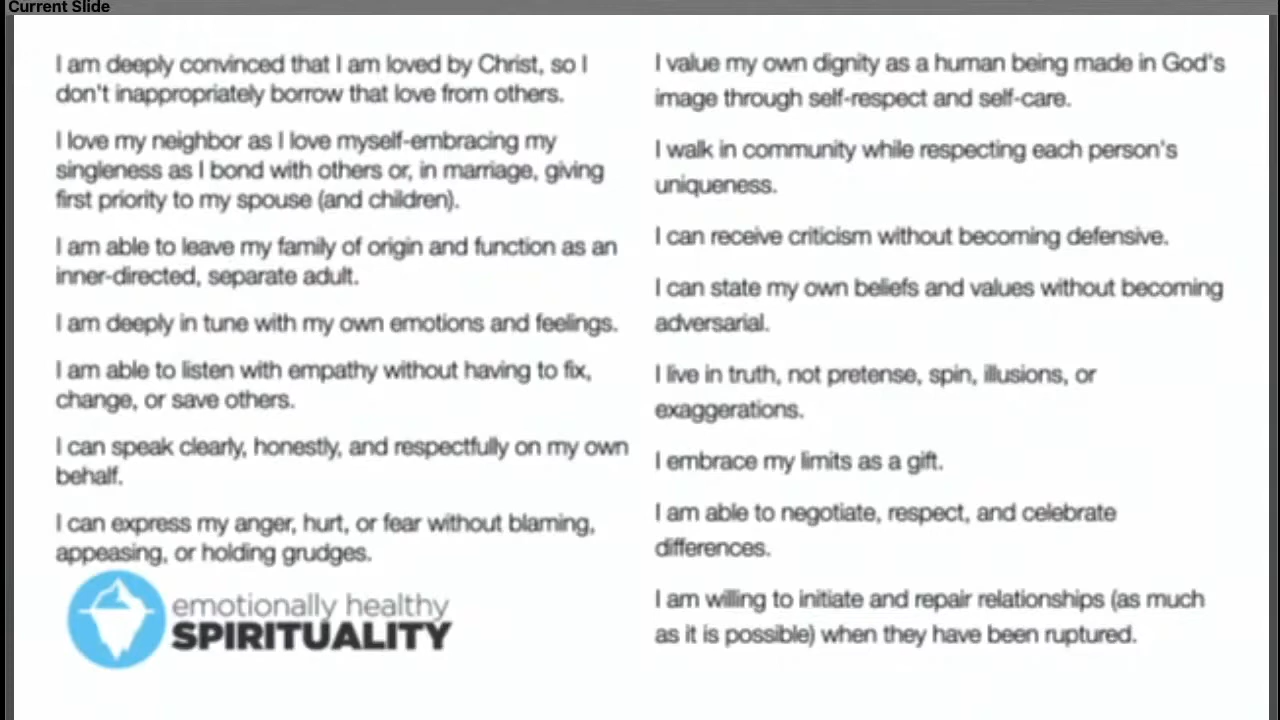 Current Slide
I am deeply convinced that I am loved by Christ, so I
don't inappropriately borrow that love from others.
I love my neighbor as I love myself-embracing my
singleness as I bond with others or, in marriage, giving
first priority to my spouse (and children).
I am able to leave my family of origin and function as an
inner-directed, separate adult.
I am deeply in tune with my own emotions and feelings.
I am able to listen with empathy without having to fix,
change, or save others.
I can speak clearly, honestly, and respectfully on my own
behalf.
I can express my anger, hurt, or fear without blaming,
appeasing, or holding grudges.
emotionally healthy
SPIRITUALITY
I value my own dignity as a human being made in God's
image through self-respect and self-care.
I walk in community while respecting each person's
uniqueness.
I can receive criticism without becoming defensive.
I can state my own beliefs and values without becoming
adversarial.
I live in truth, not pretense, spin, illusions, or
exaggerations.
I embrace my limits as a gift.
I am able to negotiate, respect, and celebrate
differences.
I am willing to initiate and repair relationships (as much
as it is possible) when they have been ruptured.